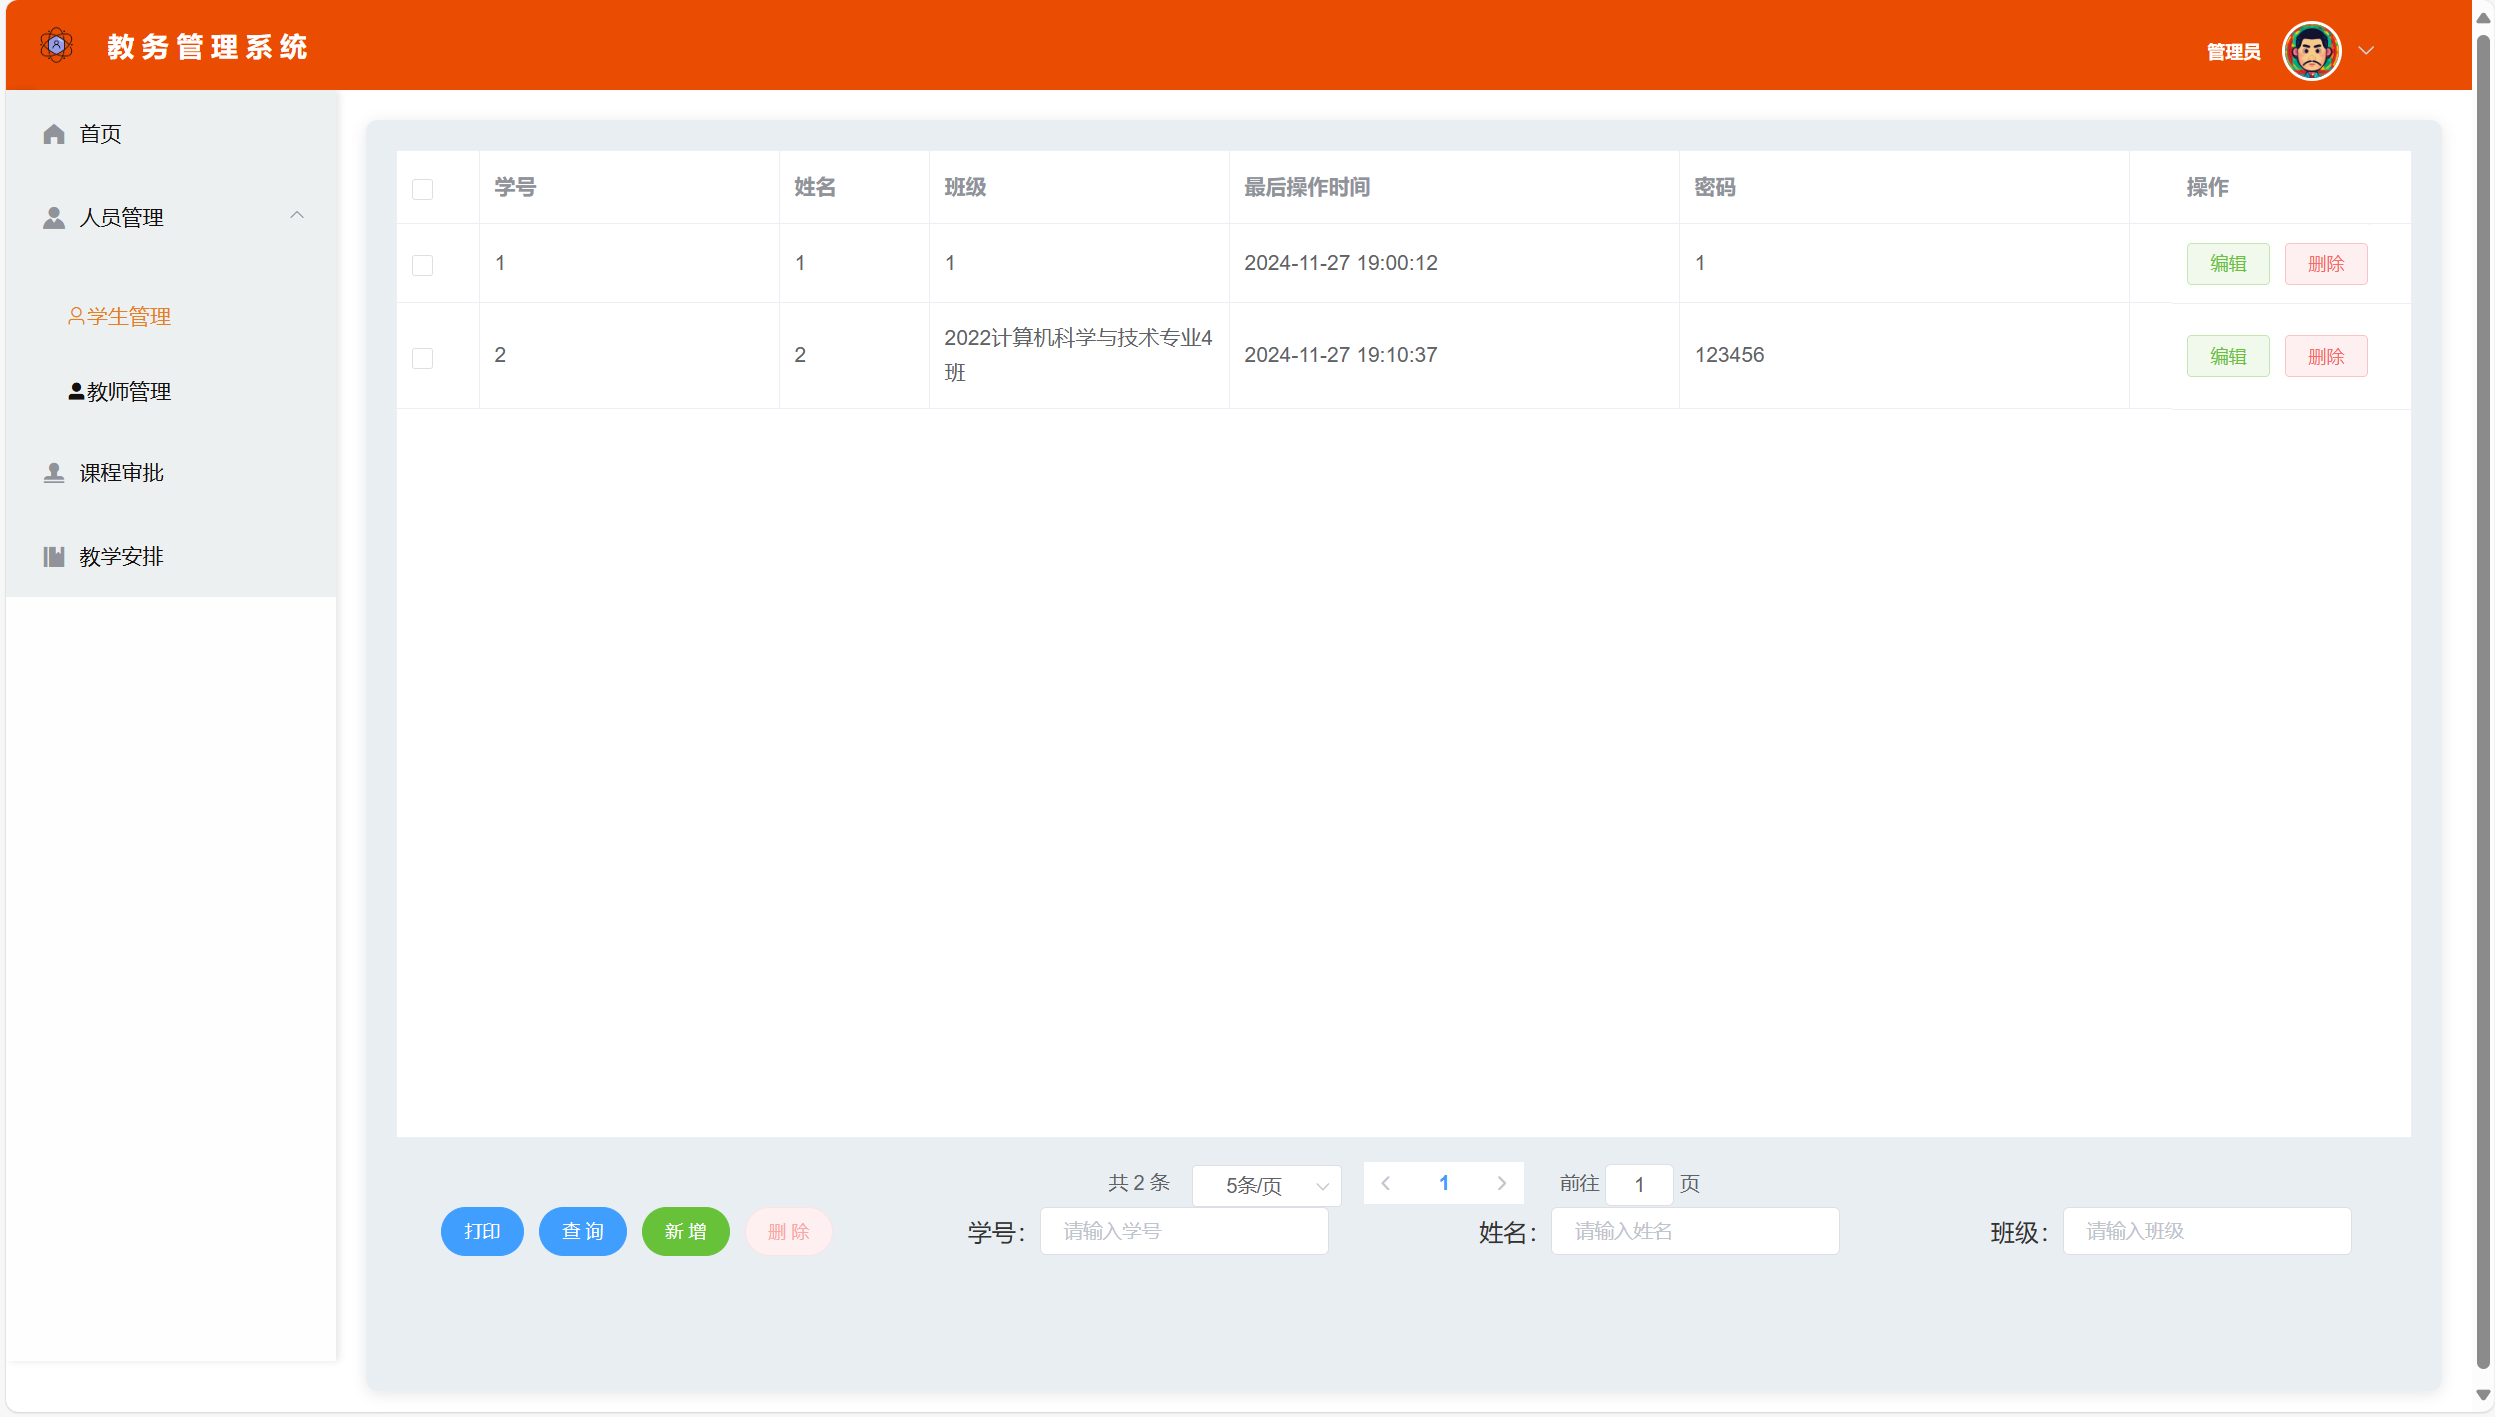 教务管理系统
管理员
首页
人员管理
学生管理
教师管理
课程审批
教学安排
学号 姓名 班级 最后操作时间 密码 操作
1 1 1 2024-11-27 19:00:12 1 编辑 删除
2 2 2022计算机科学与技术专业4
班 2024-11-27 19:10:37 123456 编辑 删除
共 2 条 5条/页 1 前往 1 页
打印 查 询 新 增 删 除 学号： 请输入学号 姓名： 请输入姓名 班级： 请输入班级